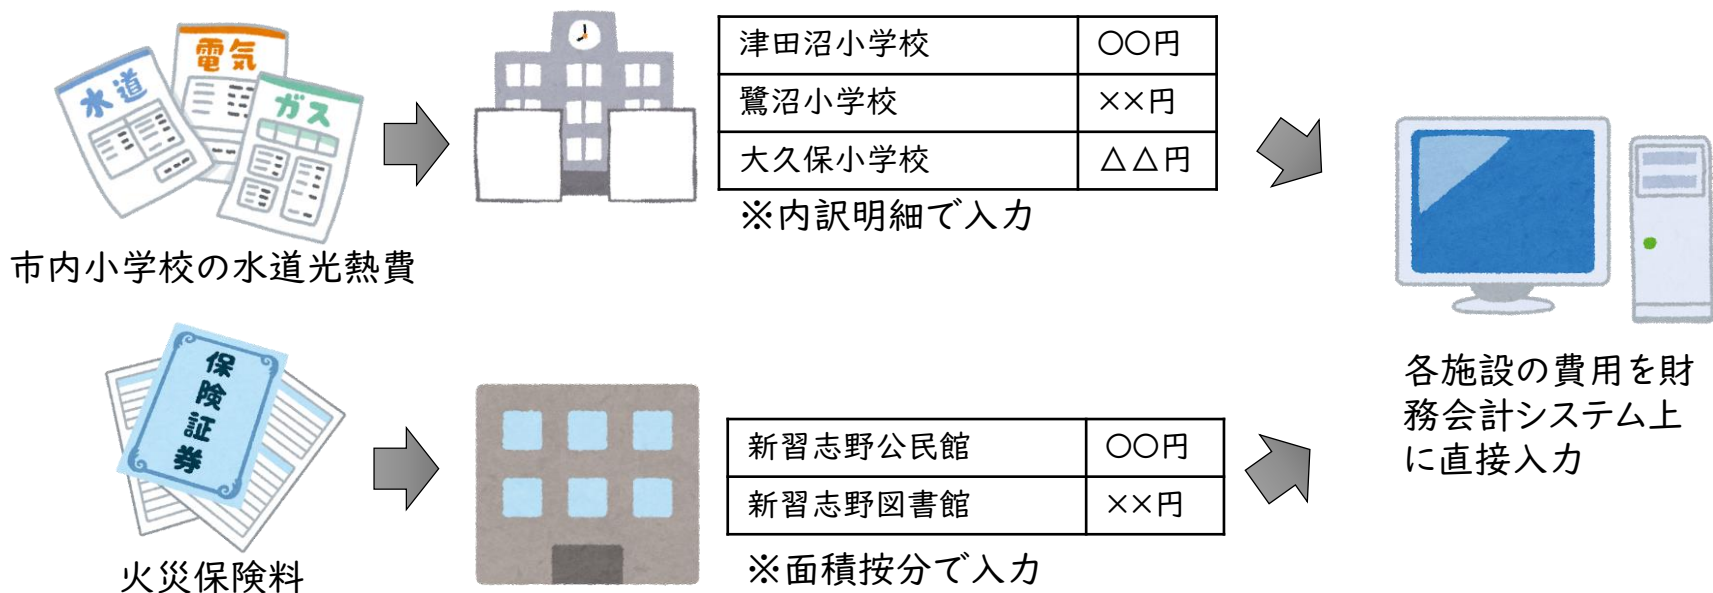 水道
電気
ガス
市内小学校の水道光熱費
津田沼小学校 〇〇円
鷺沼小学校 ××円
大久保小学校 △△円
※内訳明細で入力
保険証券
火災保険料
新習志野公民館 〇〇円
新習志野図書館 ××円
※面積按分で入力
各施設の費用を財
務会計システム上
に直接入力